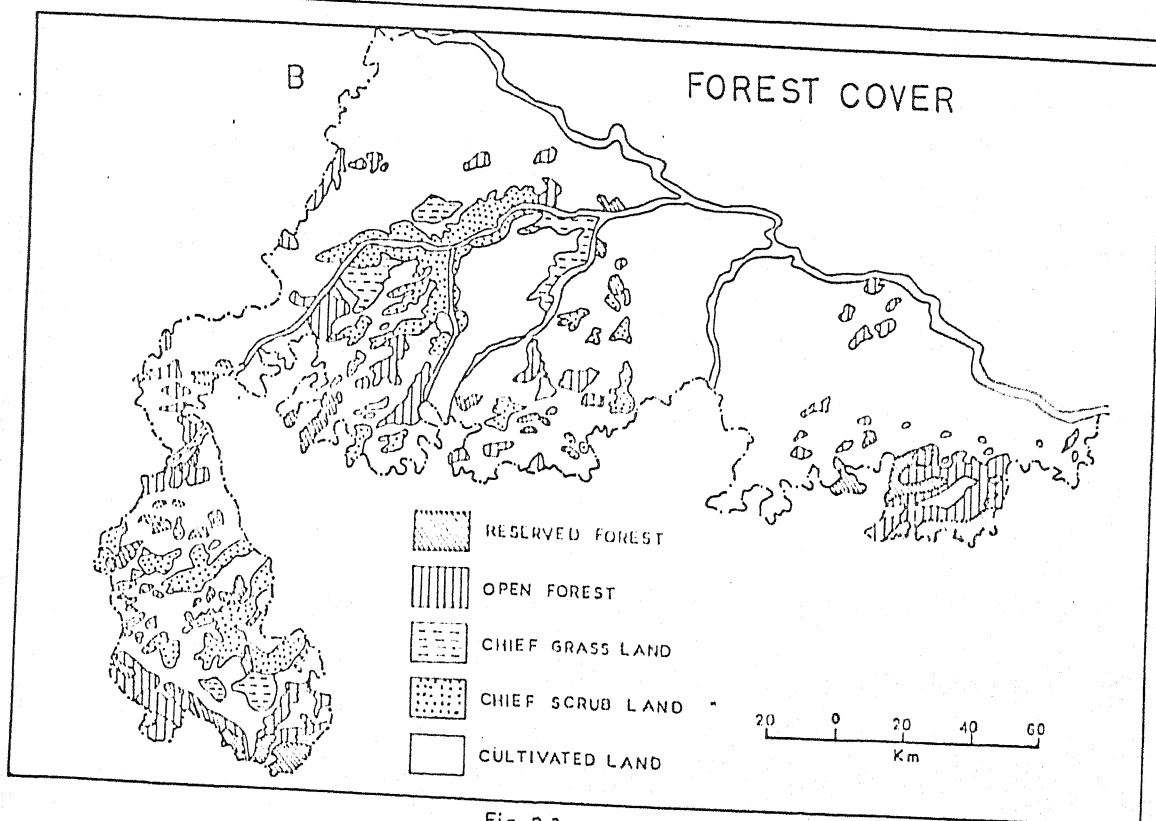 B
FOREST COVER
RESERVED FOREST
OPEN FOREST
CHIEF GRASS LAND
CHIEF SCRUB LAND
CULTIVATED LAND
20 0 20 40 60
Km
Fig.